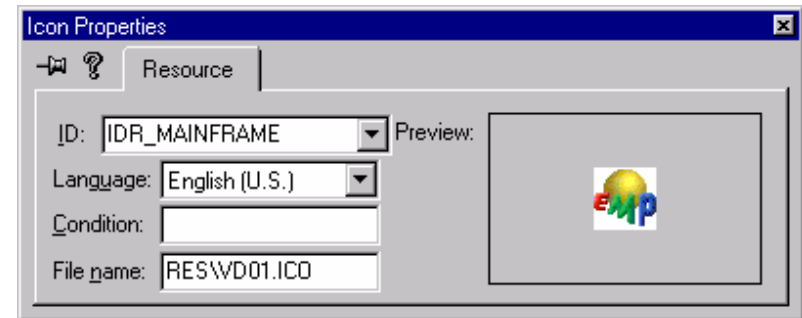 Icon Properties
Resource
ID: IDR_MAINFRAME Preview:
Language: English (U.S.)
Condition:
File name: RES\VD01.ICO
eMP